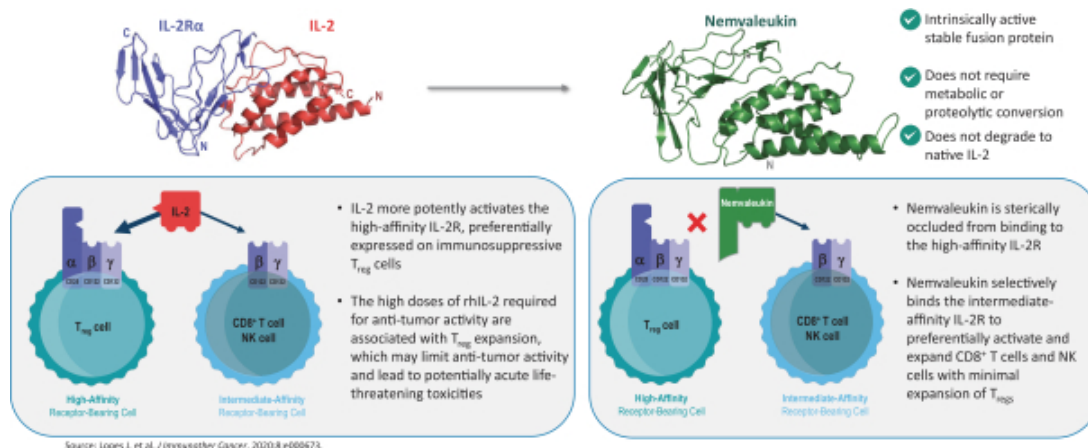 IL-2Rα
IL-2
C
C
N
N
Nemvaleukin
N
Intrinsically active
stable fusion protein
Does not require
metabolic or
proteolytic conversion
Does not degrade to
native IL-2
IL-2
α β γ
β γ
Treg cell
CD8+ T cell
NK cell
High-Affinity
Receptor-Bearing Cell
Intermediate-Affinity
Receptor-Bearing Cell
• IL-2 more potently activates the
high-affinity IL-2R, preferentially
expressed on immunosuppressive
Treg cells
• The high doses of rhIL-2 required
for anti-tumor activity are
associated with Treg expansion,
which may limit anti-tumor activity
and lead to potentially acute life-
threatening toxicities
Nemvaleukin
α β γ
β γ
Treg cell
CD8+ T cell
NK cell
High-Affinity
Receptor-Bearing Cell
Intermediate-Affinity
Receptor-Bearing Cell
• Nemvaleukin is sterically
occluded from binding to
the high-affinity IL-2R
• Nemvaleukin selectively
binds the intermediate-
affinity IL-2R to
preferentially activate and
expand CD8+ T cells and NK
cells with minimal
expansion of Tregs
Source: Lopes J, et al. J Immunother Cancer. 2020;8:e000673.